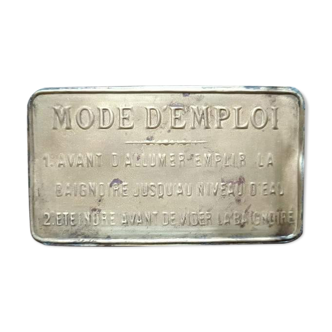 MODE D'EMPLOI
1. AVANT D'ALLUMER EMPLIR LA
BAIGNOIRE JUSQU'AU NIVEAU D'EAU
2. ETEINDRE AVANT DE VIDER LA BAIGNOIRE